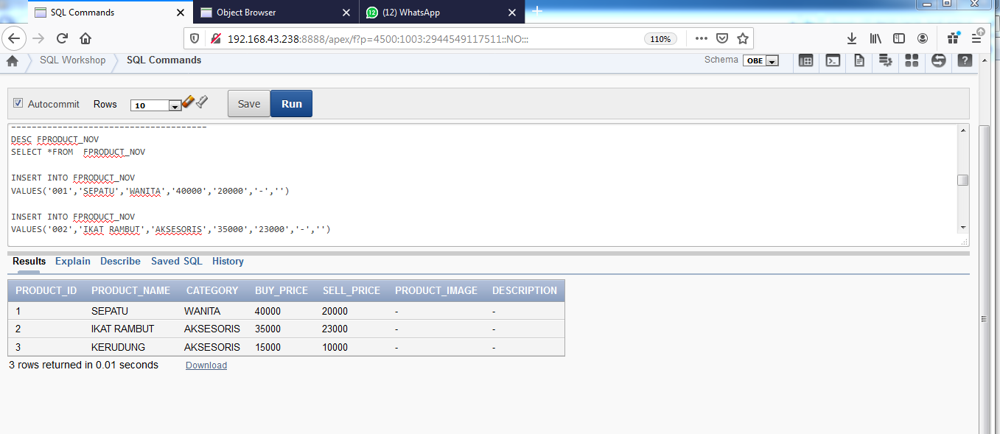 SQL Commands
Object Browser
12 (12) WhatsApp
192.168.43.238:8888/apex/f?p=4500:1003:2944549117511::NO:::
110%
SQL Workshop
SQL Commands
Schema OBE
Autocommit Rows 10 Save Run
--------------------------------------
DESC FPRODUCT_NOV
SELECT *FROM  FPRODUCT_NOV
INSERT INTO FPRODUCT_NOV
VALUES('001','SEPATU','WANITA','40000','20000','-','')
INSERT INTO FPRODUCT_NOV
VALUES('002','IKAT RAMBUT','AKSESORIS','35000','23000','-','')
Results Explain Describe Saved SQL History
PRODUCT_ID PRODUCT_NAME CATEGORY BUY_PRICE SELL_PRICE PRODUCT_IMAGE DESCRIPTION
1 SEPATU WANITA 40000 20000 - -
2 IKAT RAMBUT AKSESORIS 35000 23000 - -
3 KERUDUNG AKSESORIS 15000 10000 - -
3 rows returned in 0.01 seconds Download